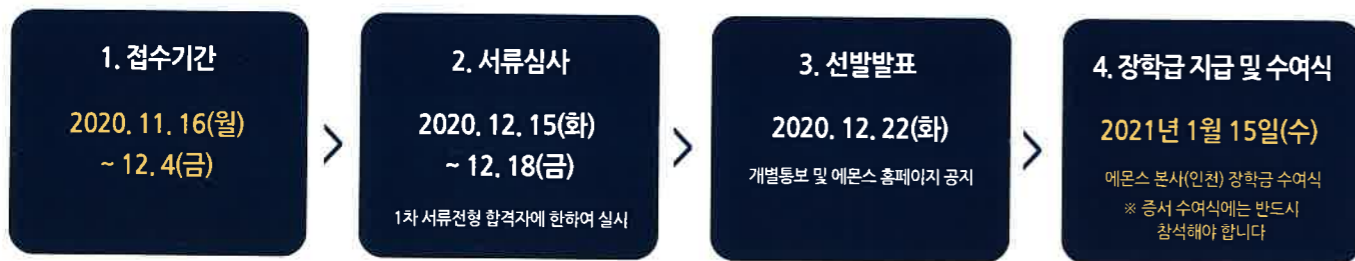 1. 접수기간
2020. 11. 16(월)
~ 12. 4(금)
>
2. 서류심사
2020. 12. 15(화)
~ 12. 18(금)
1차 서류전형 합격자에 한하여 실시
>
3. 선발발표
2020. 12. 22(화)
개별통보 및 에몬스 홈페이지 공지
>
4. 장학급 지급 및 수여식
2021년 1월 15일(수)
에몬스 본사(인천) 장학금 수여식
※ 증서 수여식에는 반드시
참석해야 합니다